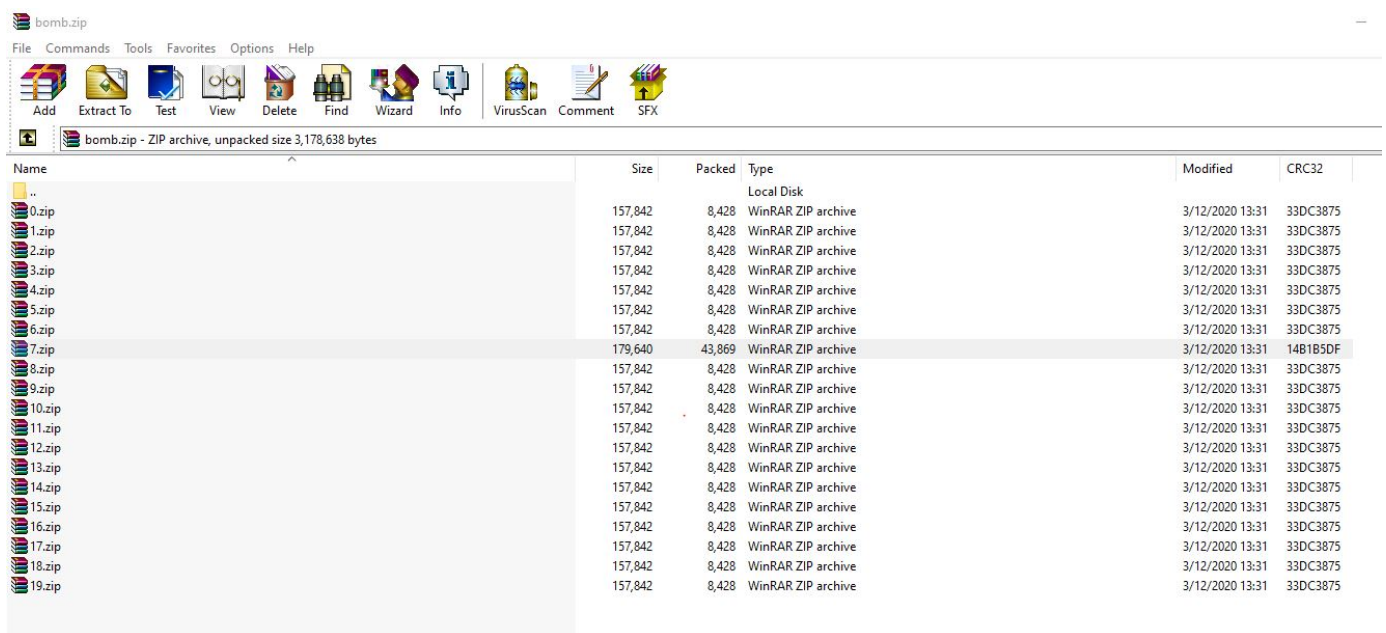 bomb.zip
File Commands Tools Favorites Options Help
Add Extract To Test View Delete Find Wizard Info VirusScan Comment SFX
bomb.zip - ZIP archive, unpacked size 3,178,638 bytes
Name Size Packed Type Modified CRC32
.. Local Disk
0.zip 157,842 8,428 WinRAR ZIP archive 3/12/2020 13:31 33DC3875
1.zip 157,842 8,428 WinRAR ZIP archive 3/12/2020 13:31 33DC3875
2.zip 157,842 8,428 WinRAR ZIP archive 3/12/2020 13:31 33DC3875
3.zip 157,842 8,428 WinRAR ZIP archive 3/12/2020 13:31 33DC3875
4.zip 157,842 8,428 WinRAR ZIP archive 3/12/2020 13:31 33DC3875
5.zip 157,842 8,428 WinRAR ZIP archive 3/12/2020 13:31 33DC3875
6.zip 157,842 8,428 WinRAR ZIP archive 3/12/2020 13:31 33DC3875
7.zip 179,640 43,869 WinRAR ZIP archive 3/12/2020 13:31 14B1B5DF
8.zip 157,842 8,428 WinRAR ZIP archive 3/12/2020 13:31 33DC3875
9.zip 157,842 8,428 WinRAR ZIP archive 3/12/2020 13:31 33DC3875
10.zip 157,842 8,428 WinRAR ZIP archive 3/12/2020 13:31 33DC3875
11.zip 157,842 8,428 WinRAR ZIP archive 3/12/2020 13:31 33DC3875
12.zip 157,842 8,428 WinRAR ZIP archive 3/12/2020 13:31 33DC3875
13.zip 157,842 8,428 WinRAR ZIP archive 3/12/2020 13:31 33DC3875
14.zip 157,842 8,428 WinRAR ZIP archive 3/12/2020 13:31 33DC3875
15.zip 157,842 8,428 WinRAR ZIP archive 3/12/2020 13:31 33DC3875
16.zip 157,842 8,428 WinRAR ZIP archive 3/12/2020 13:31 33DC3875
17.zip 157,842 8,428 WinRAR ZIP archive 3/12/2020 13:31 33DC3875
18.zip 157,842 8,428 WinRAR ZIP archive 3/12/2020 13:31 33DC3875
19.zip 157,842 8,428 WinRAR ZIP archive 3/12/2020 13:31 33DC3875